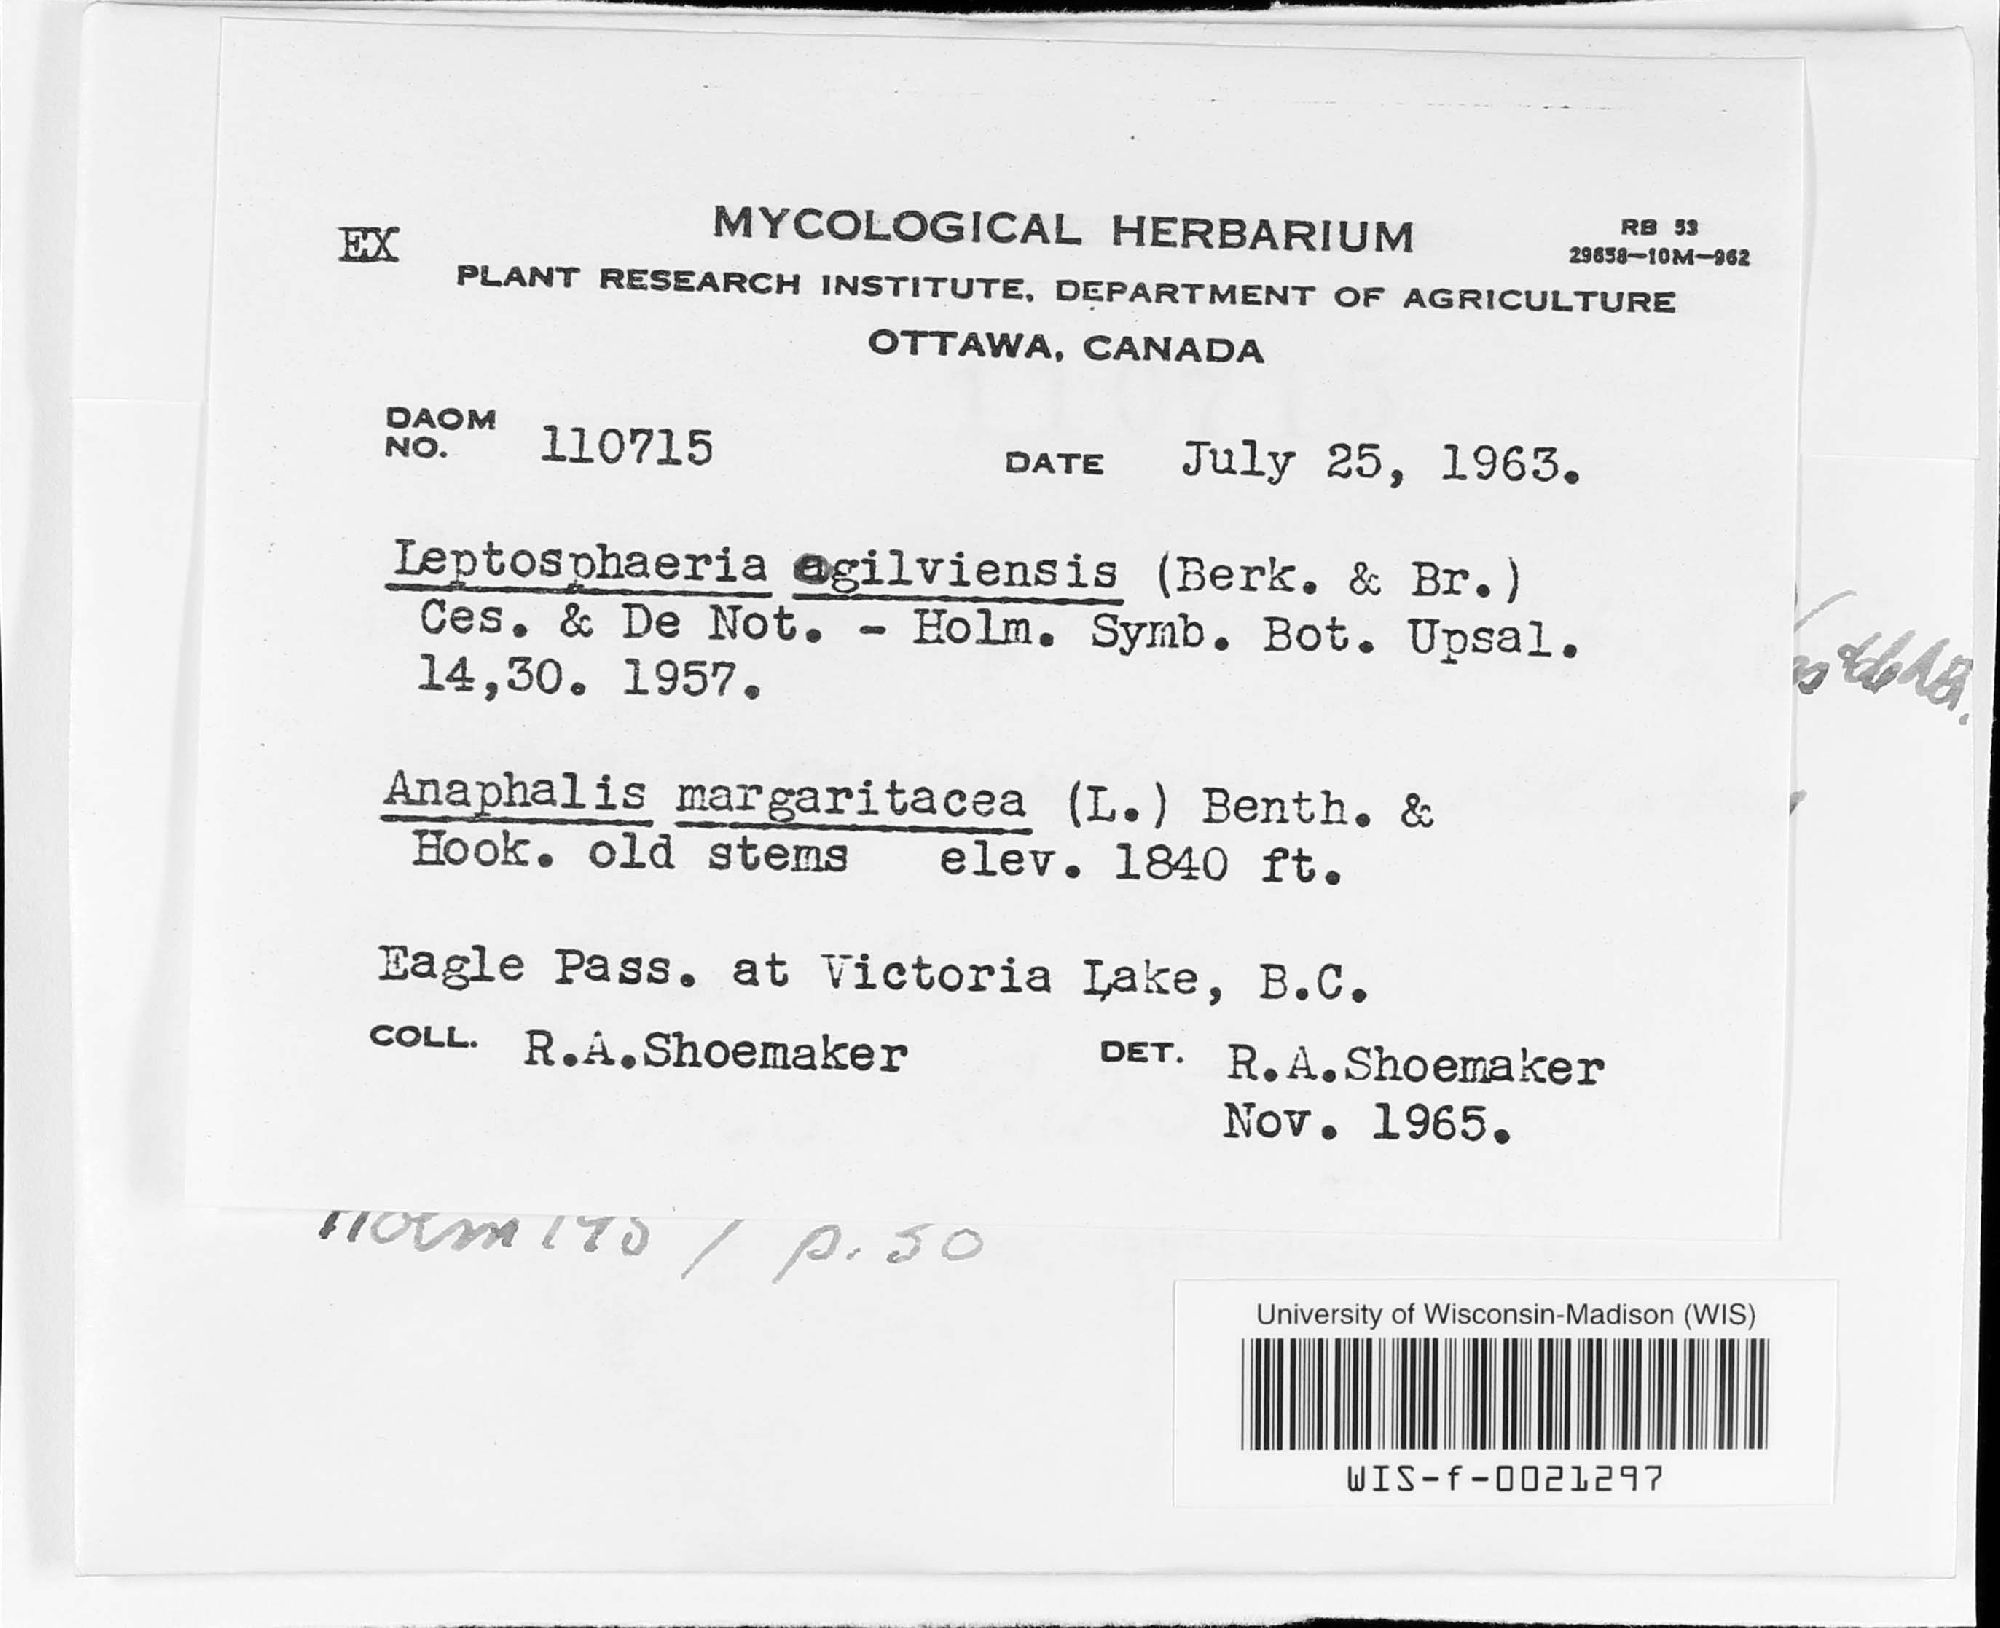 EX
MYCOLOGICAL HERBARIUM
RB 53
29658-10M-962
PLANT RESEARCH INSTITUTE, DEPARTMENT OF AGRICULTURE
OTTAWA, CANADA
DAOM NO. 110715 DATE July 25, 1963.
Leptosphaeria agilviensis (Berk. & Br.)
Ces. & De Not. - Holm. Symb. Bot. Upsal.
14,30. 1957.
Anaphalis margaritacea (L.) Benth. &
Hook. old stems elev. 1840 ft.
Eagle Pass. at Victoria Lake, B.C.
COLL. R.A.Shoemaker DET. R.A.Shoemaker
Nov. 1965.
Holm / p. 30
University of Wisconsin-Madison (WIS)
WIS-f-0021297